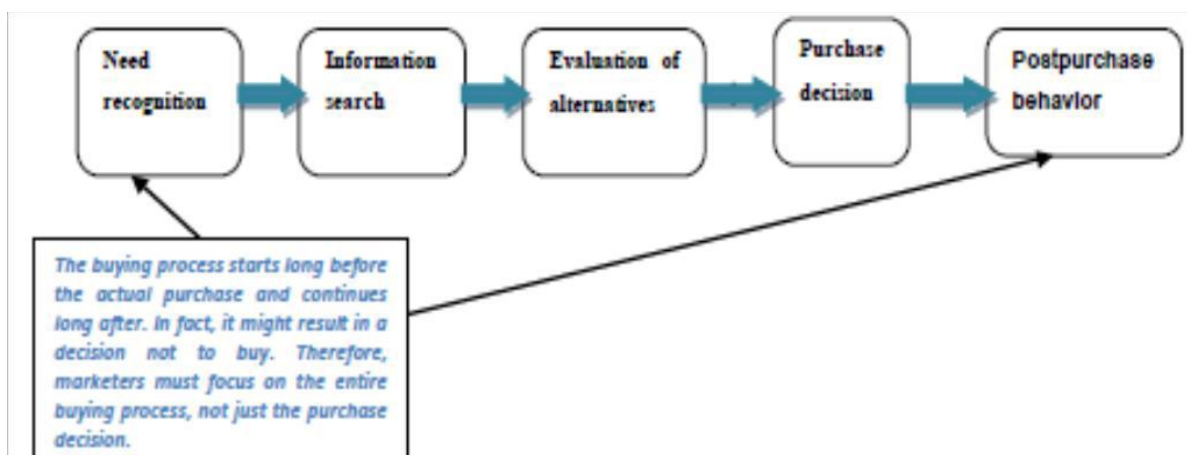 Need
recognition
Information
search
Evaluation of
alternatives
Purchase
decision
Postpurchase
behavior
The buying process starts long before
the actual purchase and continues
long after. In fact, it might result in a
decision not to buy. Therefore,
marketers must focus on the entire
buying process, not just the purchase
decision.